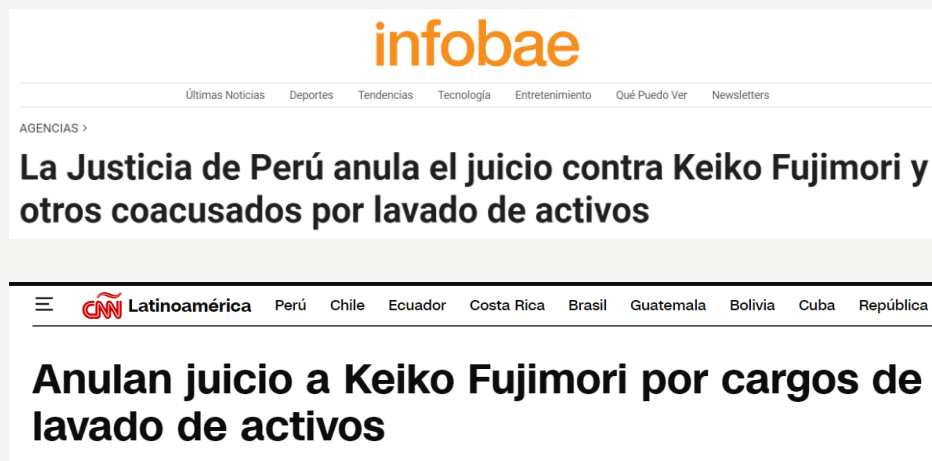 infobae
Últimas Noticias Deportes Tendencias Tecnología Entretenimiento Qué Puedo Ver Newsletters
AGENCIAS >
La Justicia de Perú anula el juicio contra Keiko Fujimori y
otros coacusados por lavado de activos
CNN Latinoamérica Perú Chile Ecuador Costa Rica Brasil Guatemala Bolivia Cuba República
Anulan juicio a Keiko Fujimori por cargos de
lavado de activos